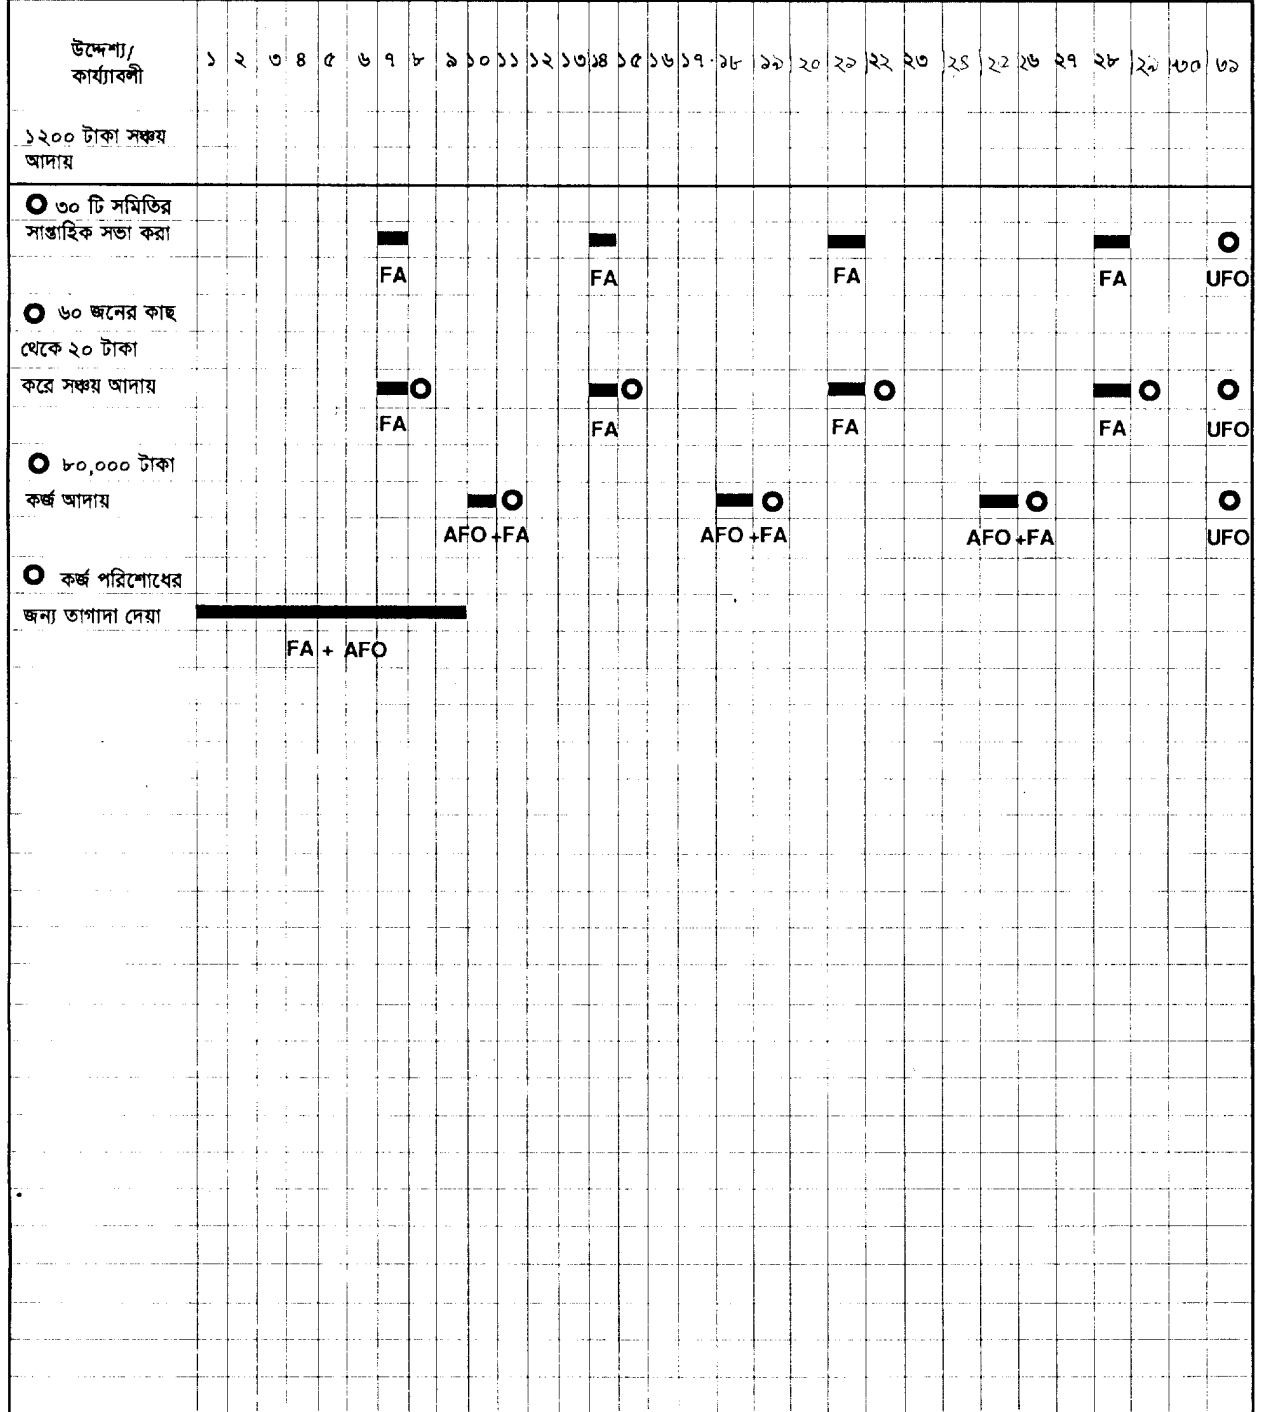 উদ্দেশ্য/
কার্য্যাবলী
১ ২ ৩ ৪ ৫ ৬ ৭ ৮ ৯ ১০ ১১ ১২ ১৩ ১৪ ১৫ ১৬ ১৭ ১৮ ১৯ ২০ ২১ ২২ ২৩ ২৪ ২৬ ২৭ ২৮ ২৯ ৩০ ৩১
১২০০ টাকা সঞ্চয়
আদায়
৩০ টি সমিতির
সাপ্তাহিক সভা করা
FA FA FA FA UFO
৬০ জনের কাছ
থেকে ২০ টাকা
করে সঞ্চয় আদায়
FA FA FA FA UFO
৮০,০০০ টাকা
কর্জ আদায়
AFO +FA AFO +FA AFO +FA UFO
কর্জ পরিশোধের
জন্য তাগাদা দেয়া
FA + AFO